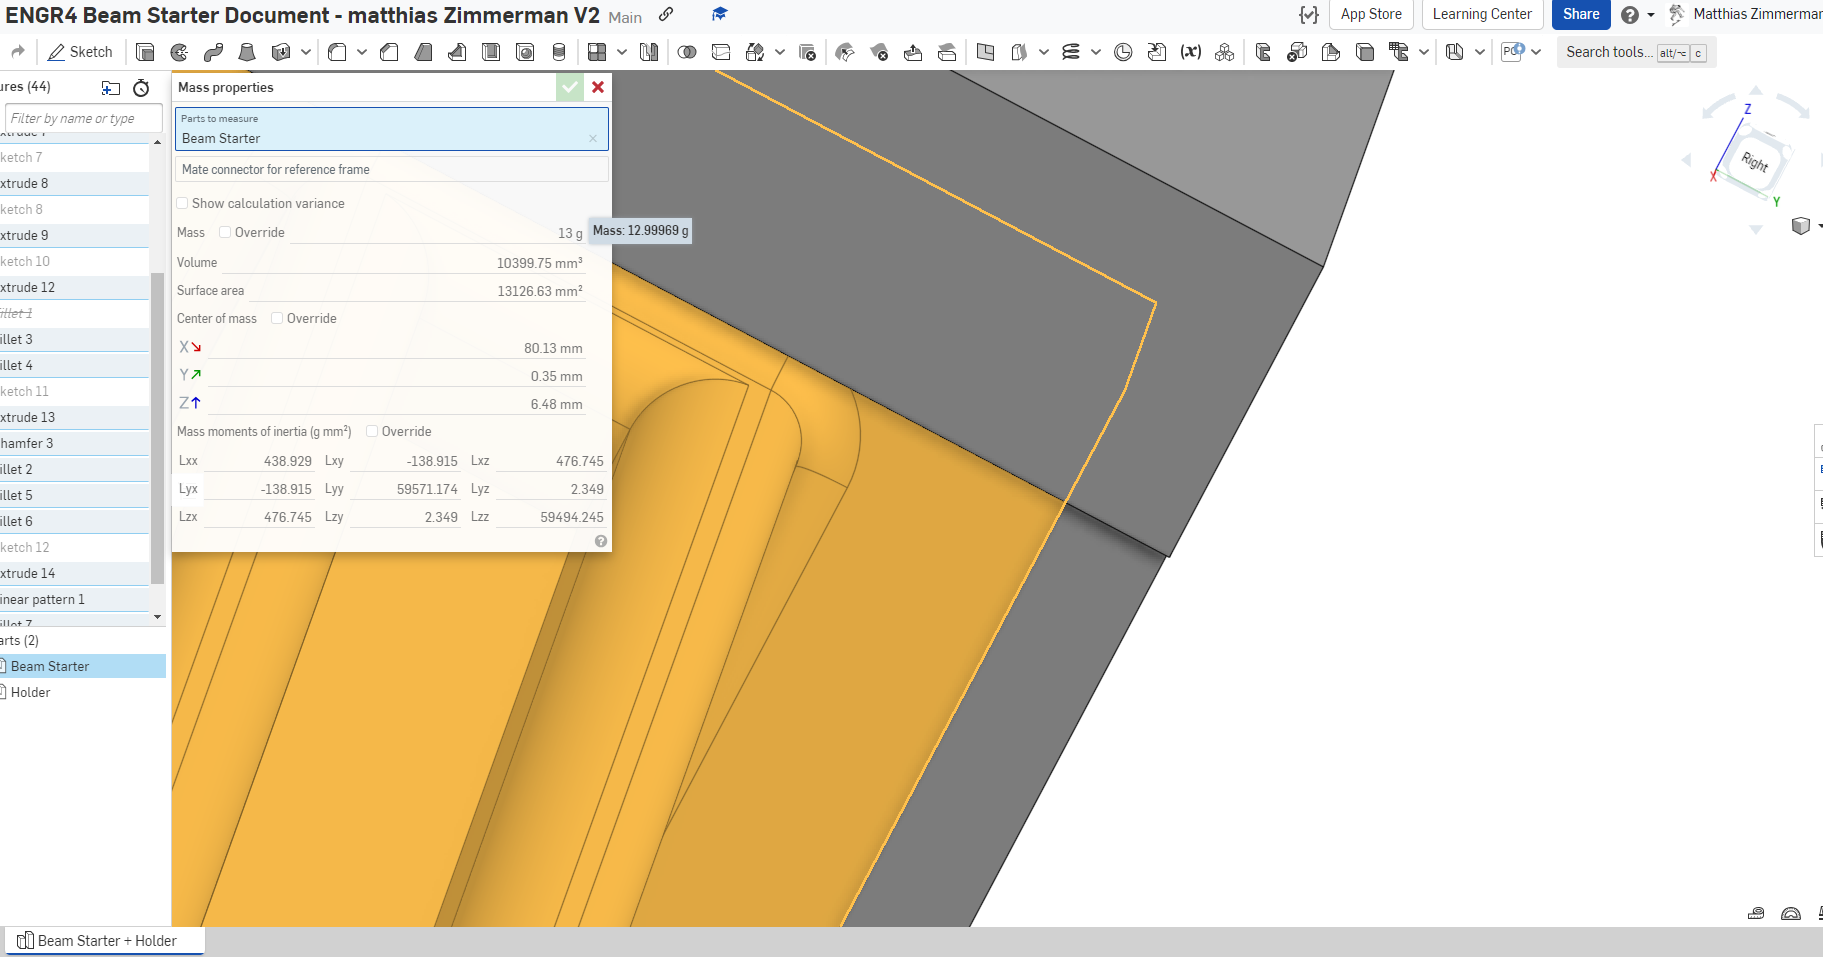 ENGR4 Beam Starter Document - matthias Zimmerman V2 Main
App Store
Learning Center
Share
Matthias Zimmerman
Sketch
Search tools... alt/⌥ c
ures (44)
Filter by name or type
ketch 7
xtrude 8
ketch 8
xtrude 9
ketch 10
xtrude 12
illet 1
illet 3
illet 4
ketch 11
xtrude 13
hamfer 3
illet 2
illet 5
illet 6
ketch 12
xtrude 14
inear pattern 1
illet 7
arts (2)
Beam Starter
Holder
Mass properties
Parts to measure
Beam Starter
Mate connector for reference frame
Show calculation variance
Mass Override 13 g
Mass: 12.99969 g
Volume 10399.75 mm³
Surface area 13126.63 mm²
Center of mass Override
X 80.13 mm
Y 0.35 mm
Z 6.48 mm
Mass moments of inertia (g mm²) Override
Lxx 438.929 Lxy -138.915 Lxz 476.745
Lyx -138.915 Lyy 59571.174 Lyz 2.349
Lzx 476.745 Lzy 2.349 Lzz 59494.245
Z
Right
X
Y
Beam Starter + Holder